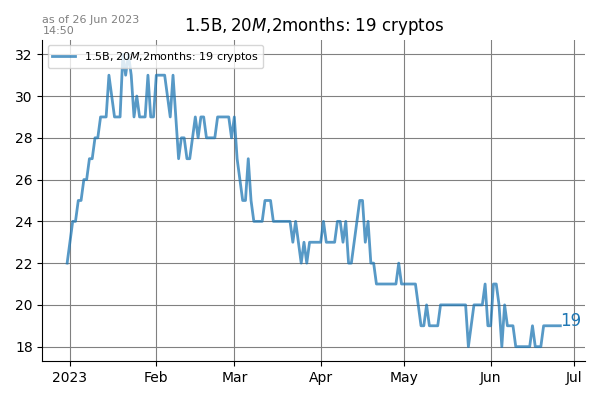 as of 26 Jun 2023
14:50
1.5B, 20M,2months: 19 cryptos
1.5B, 20M,2months: 19 cryptos
32
30
28
26
24
22
20
18
19
2023 Feb Mar Apr May Jun Jul